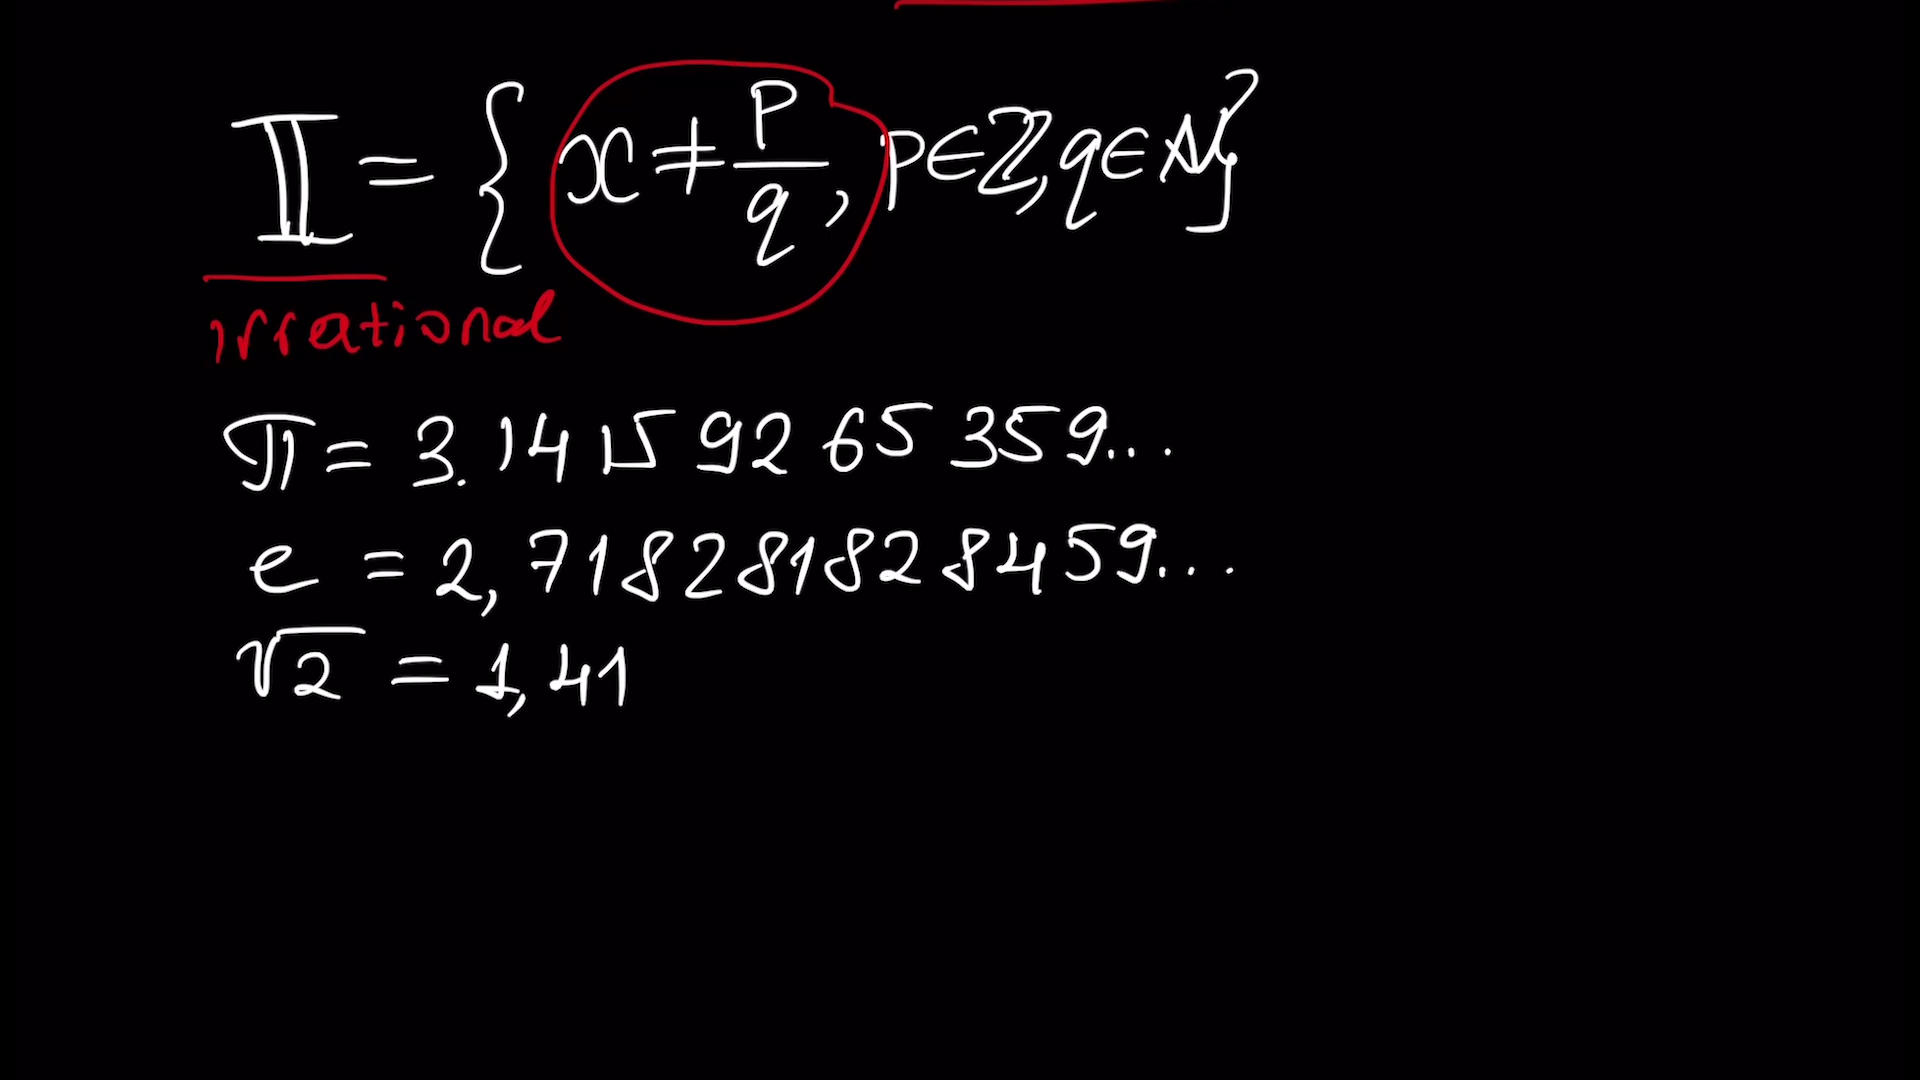 𝕀 = { x ≠ p/q, p ∈ ℤ, q ∈ ℕ }
irrational
π = 3.14 15 92 65 359...
e = 2,718281828459...
√2 = 1,41